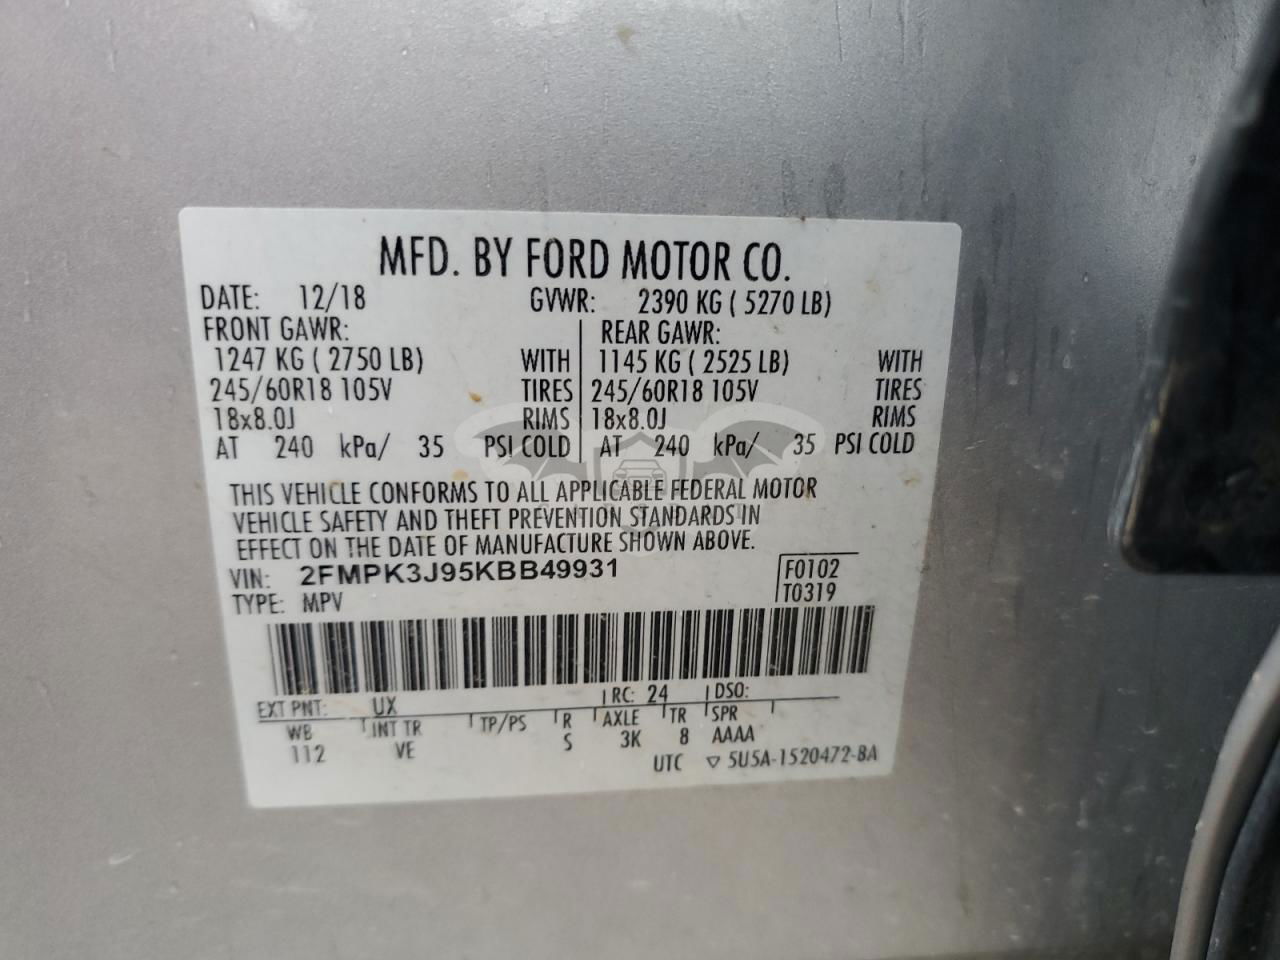 MFD. BY FORD MOTOR CO.
DATE: 12/18 GVWR: 2390 KG ( 5270 LB)
FRONT GAWR: REAR GAWR:
1247 KG ( 2750 LB) WITH 1145 KG ( 2525 LB) WITH
245/60R18 105V TIRES 245/60R18 105V TIRES
18x8.0J RIMS 18x8.0J RIMS
AT 240 kPa/ 35 PSI COLD AT 240 kPa/ 35 PSI COLD
THIS VEHICLE CONFORMS TO ALL APPLICABLE FEDERAL MOTOR
VEHICLE SAFETY AND THEFT PREVENTION STANDARDS IN
EFFECT ON THE DATE OF MANUFACTURE SHOWN ABOVE.
VIN: 2FMPK3J95KBB49931 F0102
TYPE: MPV T0319
EXT PNT: UX RC: 24 DSO:
WB INT TR TP/PS R AXLE TR SPR
112 VE S 3K 8 AAAA
UTC ▽ 5U5A-1520472-BA